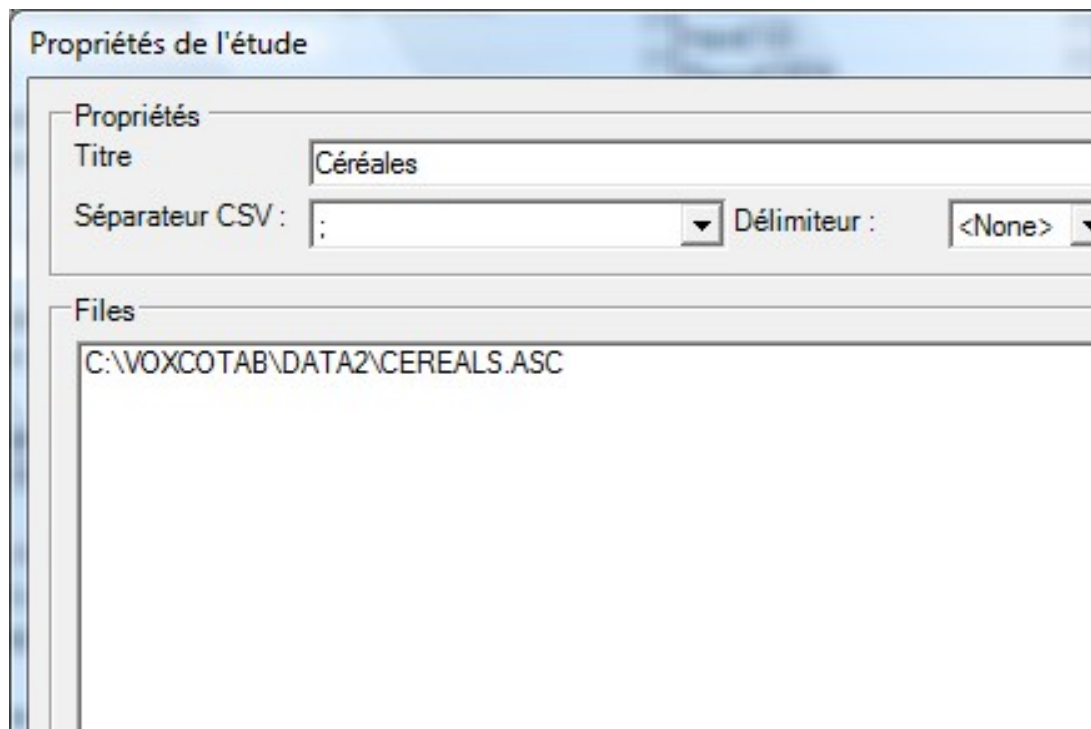 Propriétés de l'étude
Propriétés
Titre
Céréales
Séparateur CSV : ; Délimiteur : <None>
Files
C:\VOXCOTAB\DATA2\CEREALS.ASC